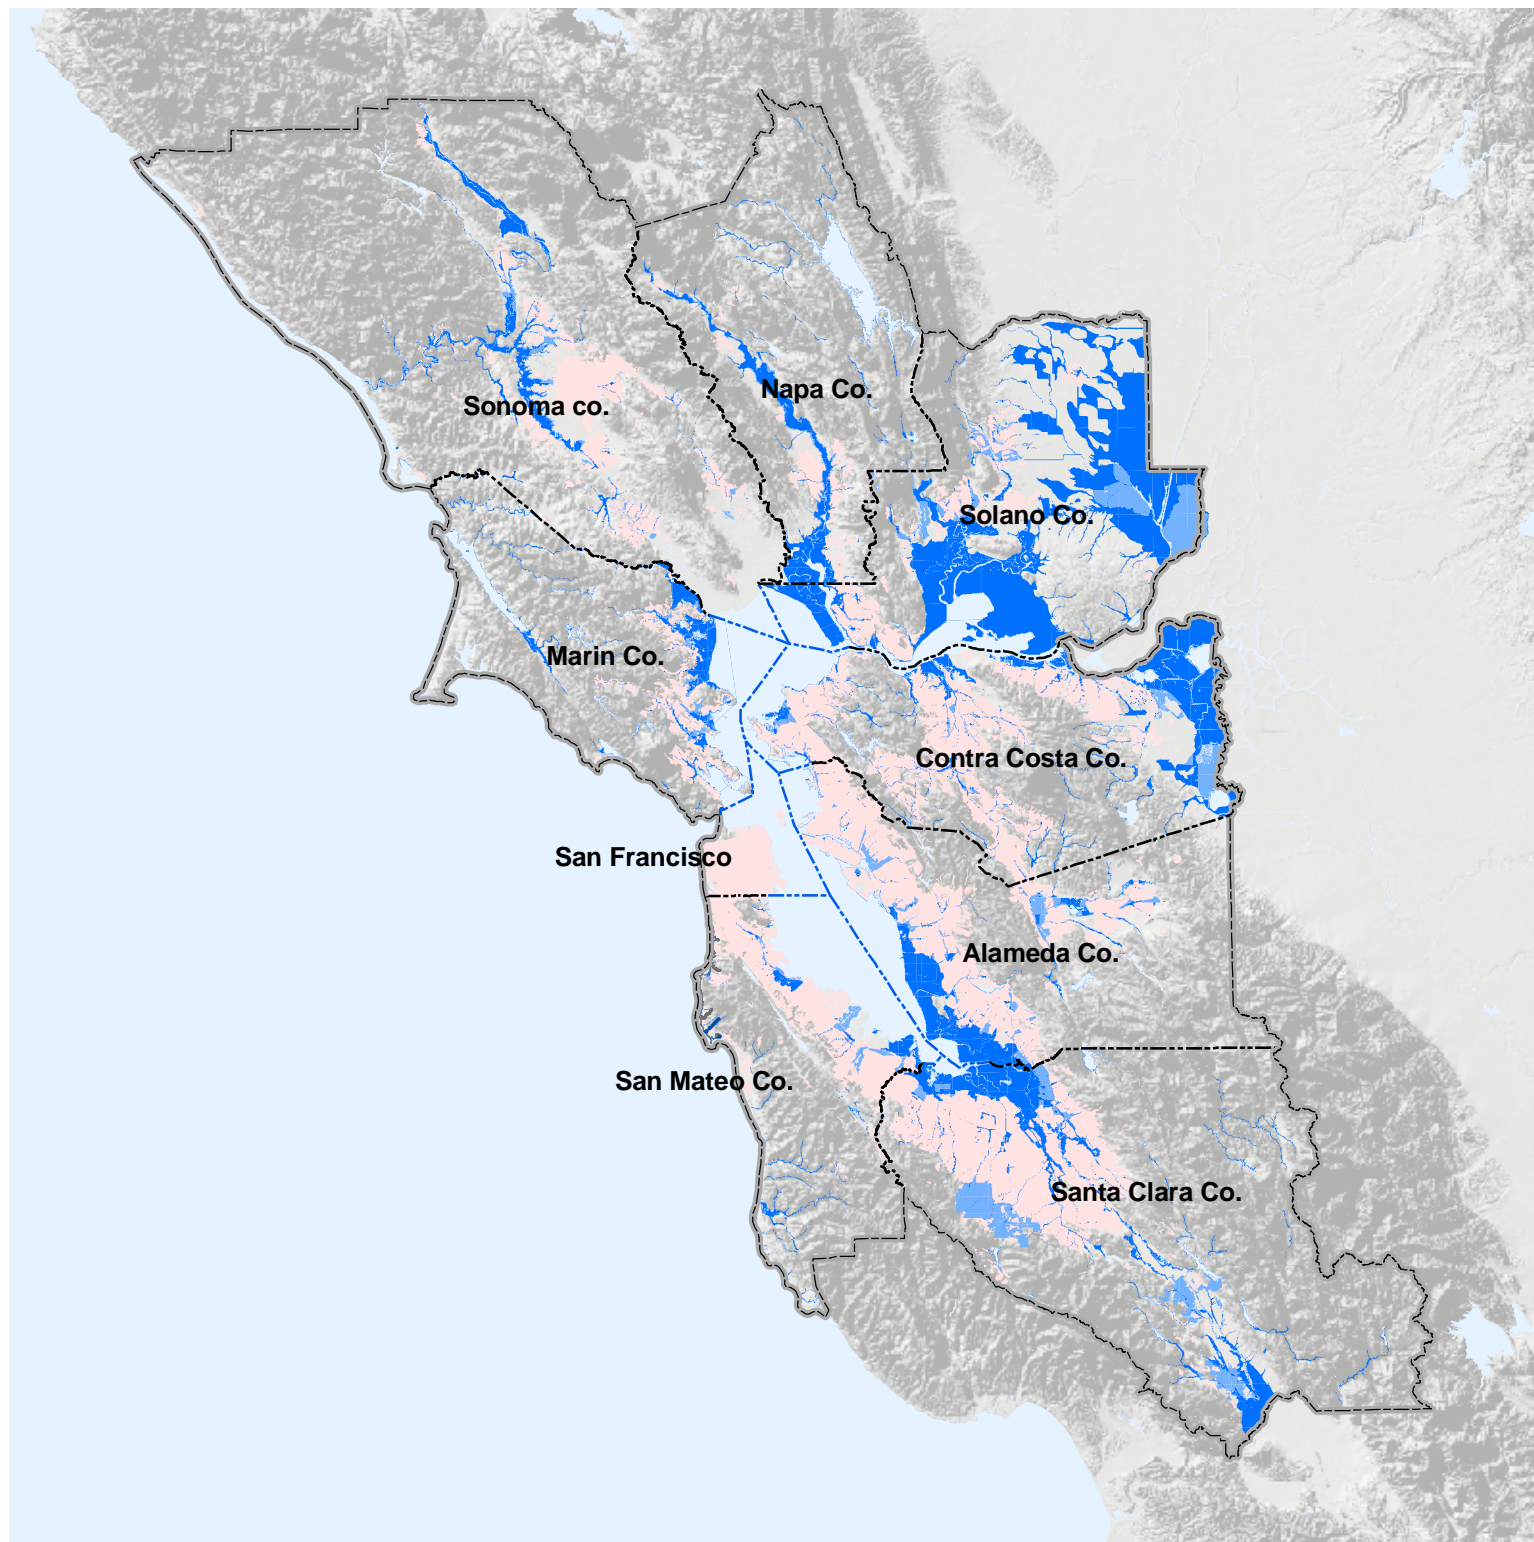 Napa Co.
Sonoma co.
Solano Co.
Marin Co.
Contra Costa Co.
San Francisco
Alameda Co.
San Mateo Co.
Santa Clara Co.